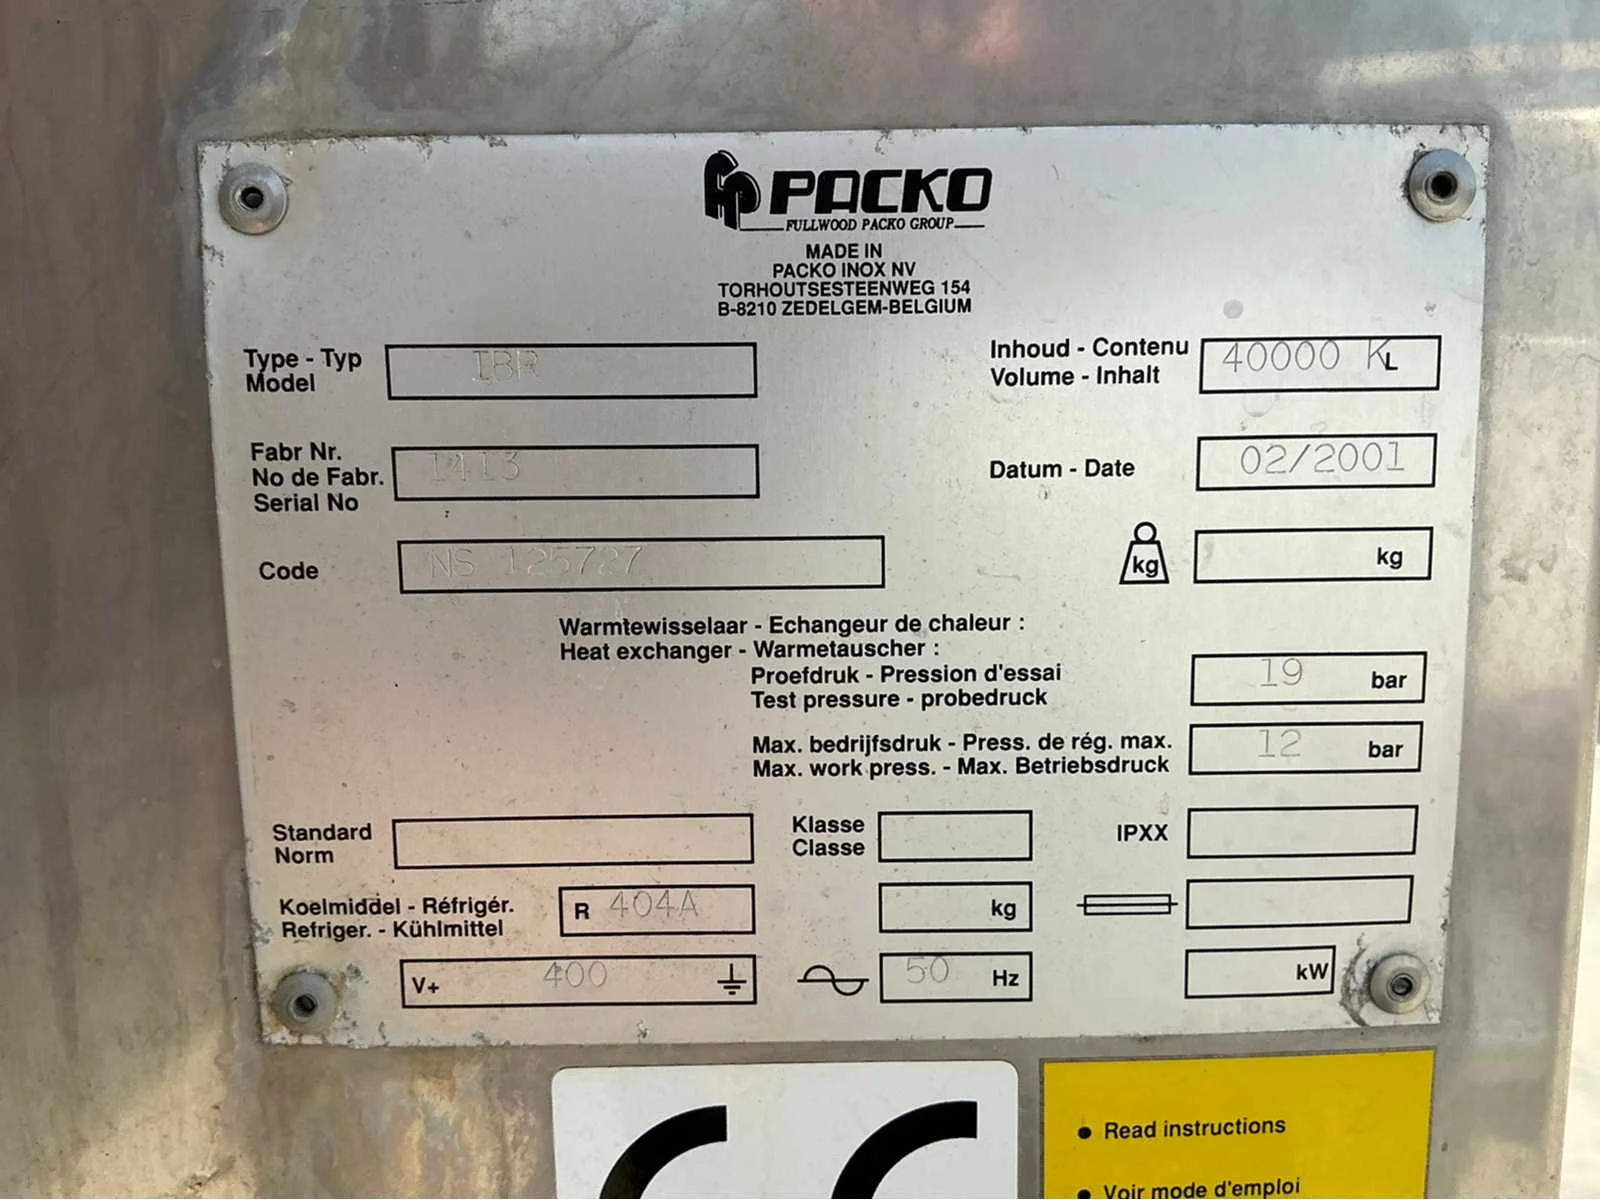 PACKO
FULLWOOD PACKO GROUP
MADE IN
PACKO INOX NV
TORHOUTSESTEENWEG 154
B-8210 ZEDELGEM-BELGIUM
Type - Typ
Model
IBR
Inhoud - Contenu
Volume - Inhalt
40000 KL
Fabr Nr.
No de Fabr.
Serial No
1413
Datum - Date
02/2001
Code
NS 125727
kg
kg
Warmtewisselaar - Echangeur de chaleur :
Heat exchanger - Warmetauscher :
Proefdruk - Pression d'essai
Test pressure - probedruck
19 bar
Max. bedrijfsdruk - Press. de rég. max.
Max. work press. - Max. Betriebsdruck
12 bar
Standard
Norm
Klasse
Classe
IPXX
Koelmiddel - Réfrigér.
Refriger. - Kühlmittel
R 404A
kg
V+ 400
50 Hz
kW
CE
Read instructions
Voir mode d'emploi